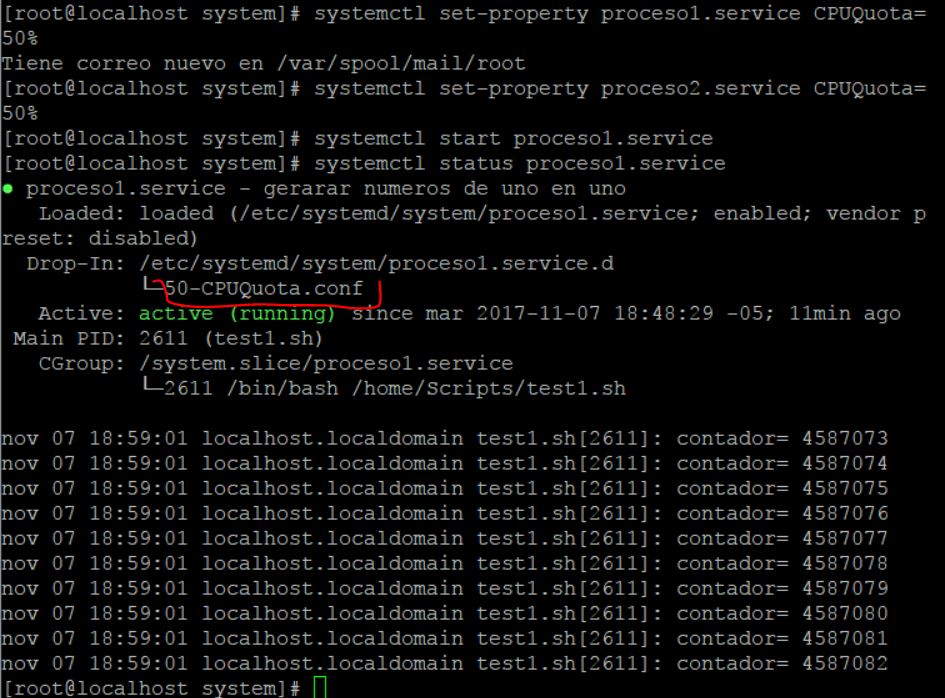 [root@localhost system]# systemctl set-property proceso1.service CPUQuota=
50%
Tiene correo nuevo en /var/spool/mail/root
[root@localhost system]# systemctl set-property proceso2.service CPUQuota=
50%
[root@localhost system]# systemctl start proceso1.service
[root@localhost system]# systemctl status proceso1.service
● proceso1.service - gerarar numeros de uno en uno
   Loaded: loaded (/etc/systemd/system/proceso1.service; enabled; vendor p
reset: disabled)
  Drop-In: /etc/systemd/system/proceso1.service.d
           └─50-CPUQuota.conf
   Active: active (running) since mar 2017-11-07 18:48:29 -05; 11min ago
 Main PID: 2611 (test1.sh)
   CGroup: /system.slice/proceso1.service
           └─2611 /bin/bash /home/Scripts/test1.sh

nov 07 18:59:01 localhost.localdomain test1.sh[2611]: contador= 4587073
nov 07 18:59:01 localhost.localdomain test1.sh[2611]: contador= 4587074
nov 07 18:59:01 localhost.localdomain test1.sh[2611]: contador= 4587075
nov 07 18:59:01 localhost.localdomain test1.sh[2611]: contador= 4587076
nov 07 18:59:01 localhost.localdomain test1.sh[2611]: contador= 4587077
nov 07 18:59:01 localhost.localdomain test1.sh[2611]: contador= 4587078
nov 07 18:59:01 localhost.localdomain test1.sh[2611]: contador= 4587079
nov 07 18:59:01 localhost.localdomain test1.sh[2611]: contador= 4587080
nov 07 18:59:01 localhost.localdomain test1.sh[2611]: contador= 4587081
nov 07 18:59:01 localhost.localdomain test1.sh[2611]: contador= 4587082
[root@localhost system]#